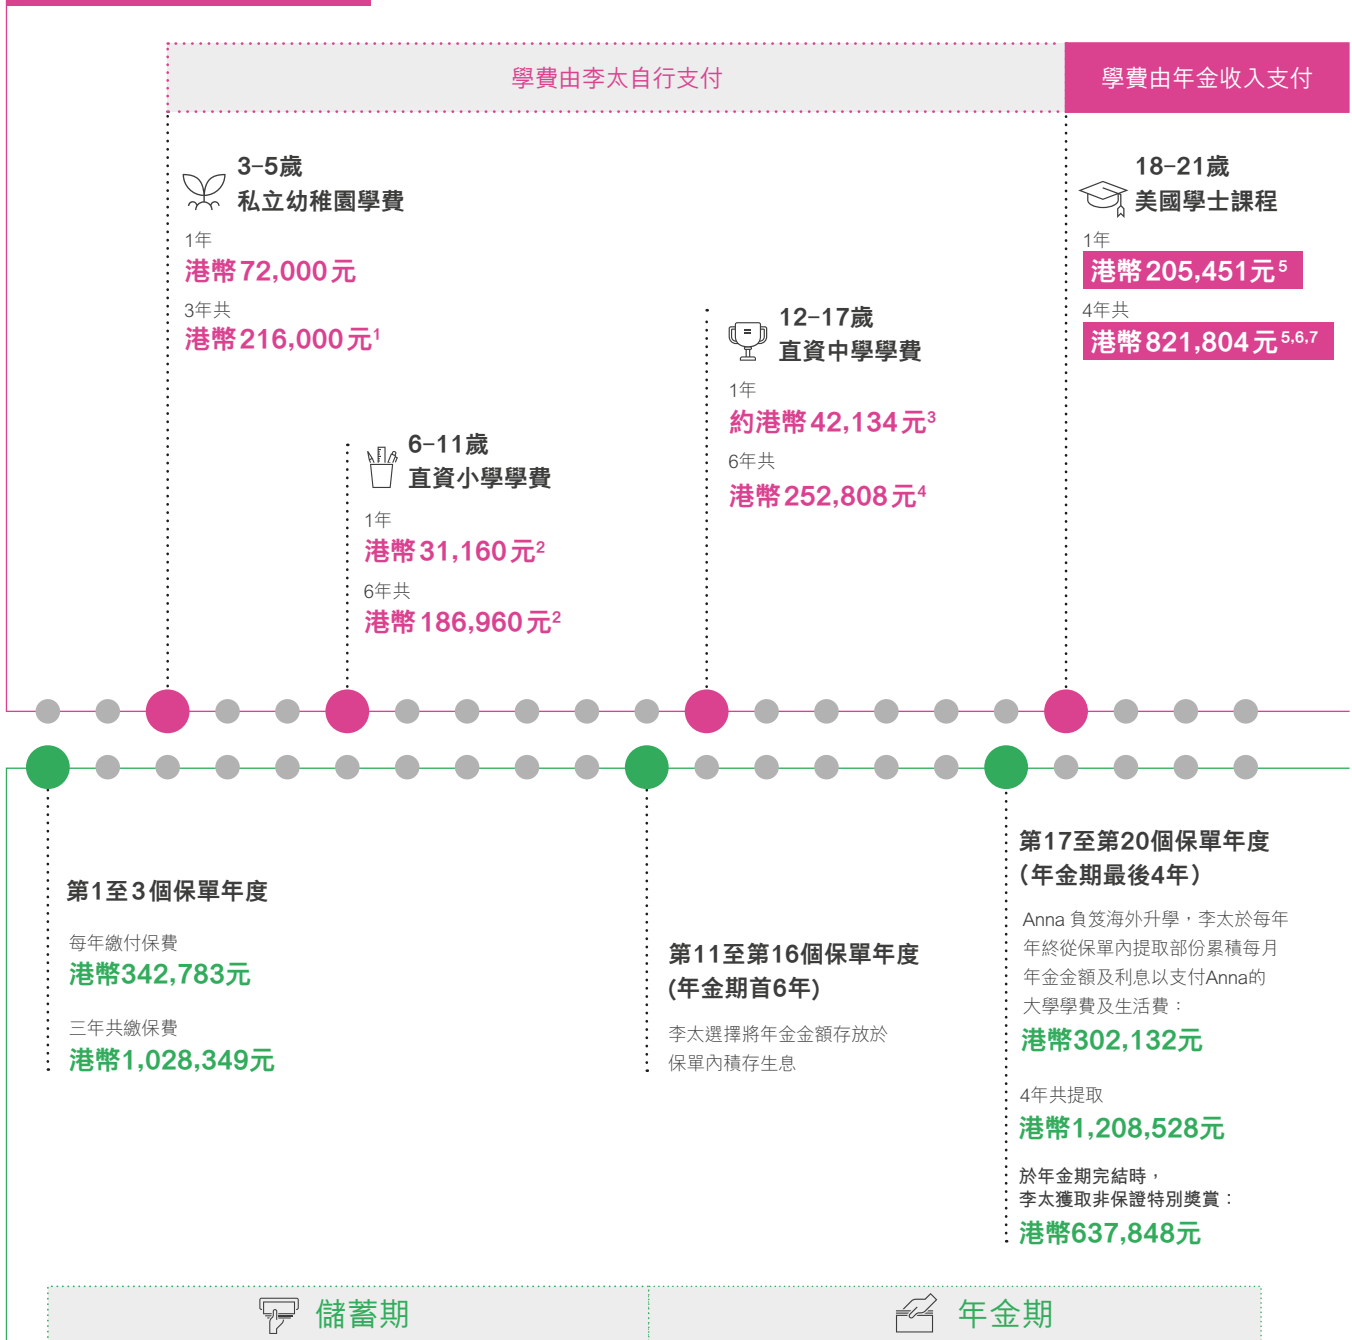 學費由李太自行支付
學費由年金收入支付
3-5歲
私立幼稚園學費
1年
港幣72,000元
3年共
港幣216,000元1
6-11歲
直資小學學費
1年
港幣31,160元2
6年共
港幣186,960元2
12-17歲
直資中學學費
1年
約港幣42,134元3
6年共
港幣252,808元4
18-21歲
美國學士課程
1年
港幣205,451元5
4年共
港幣821,804元5,6,7
第1至3個保單年度
每年繳付保費
港幣342,783元
三年共繳保費
港幣1,028,349元
第11至第16個保單年度
(年金期首6年)
李太選擇將年金金額存放於
保單內積存生息
第17至第20個保單年度
(年金期最後4年)
Anna 負笈海外升學，李太於每年
年終從保單內提取部份累積每月
年金金額及利息以支付Anna的
大學學費及生活費：
港幣302,132元
4年共提取
港幣1,208,528元
於年金期完結時，
李太獲取非保證特別獎賞：
港幣637,848元
儲蓄期
年金期